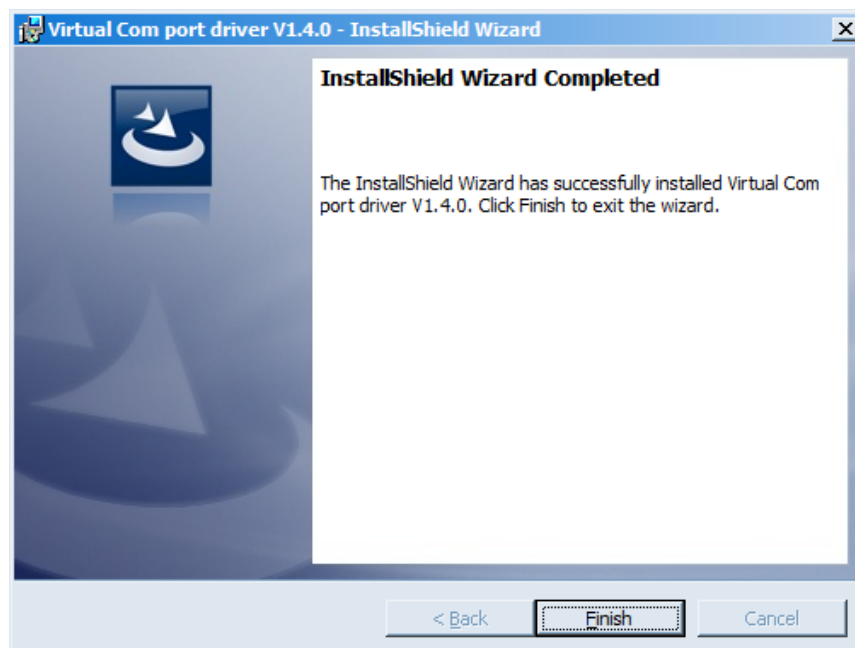 Virtual Com port driver V1.4.0 - InstallShield Wizard
InstallShield Wizard Completed
The InstallShield Wizard has successfully installed Virtual Com
port driver V1.4.0. Click Finish to exit the wizard.
< Back Finish Cancel